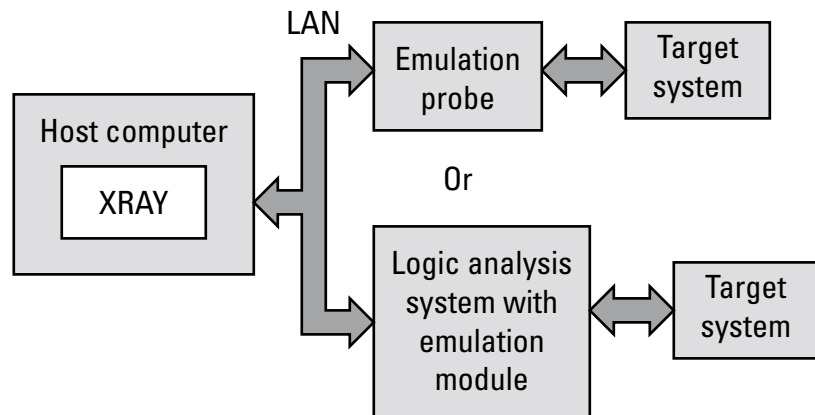 LAN
Emulation
probe
Target
system
Host computer
XRAY
Or
Logic analysis
system with
emulation
module
Target
system